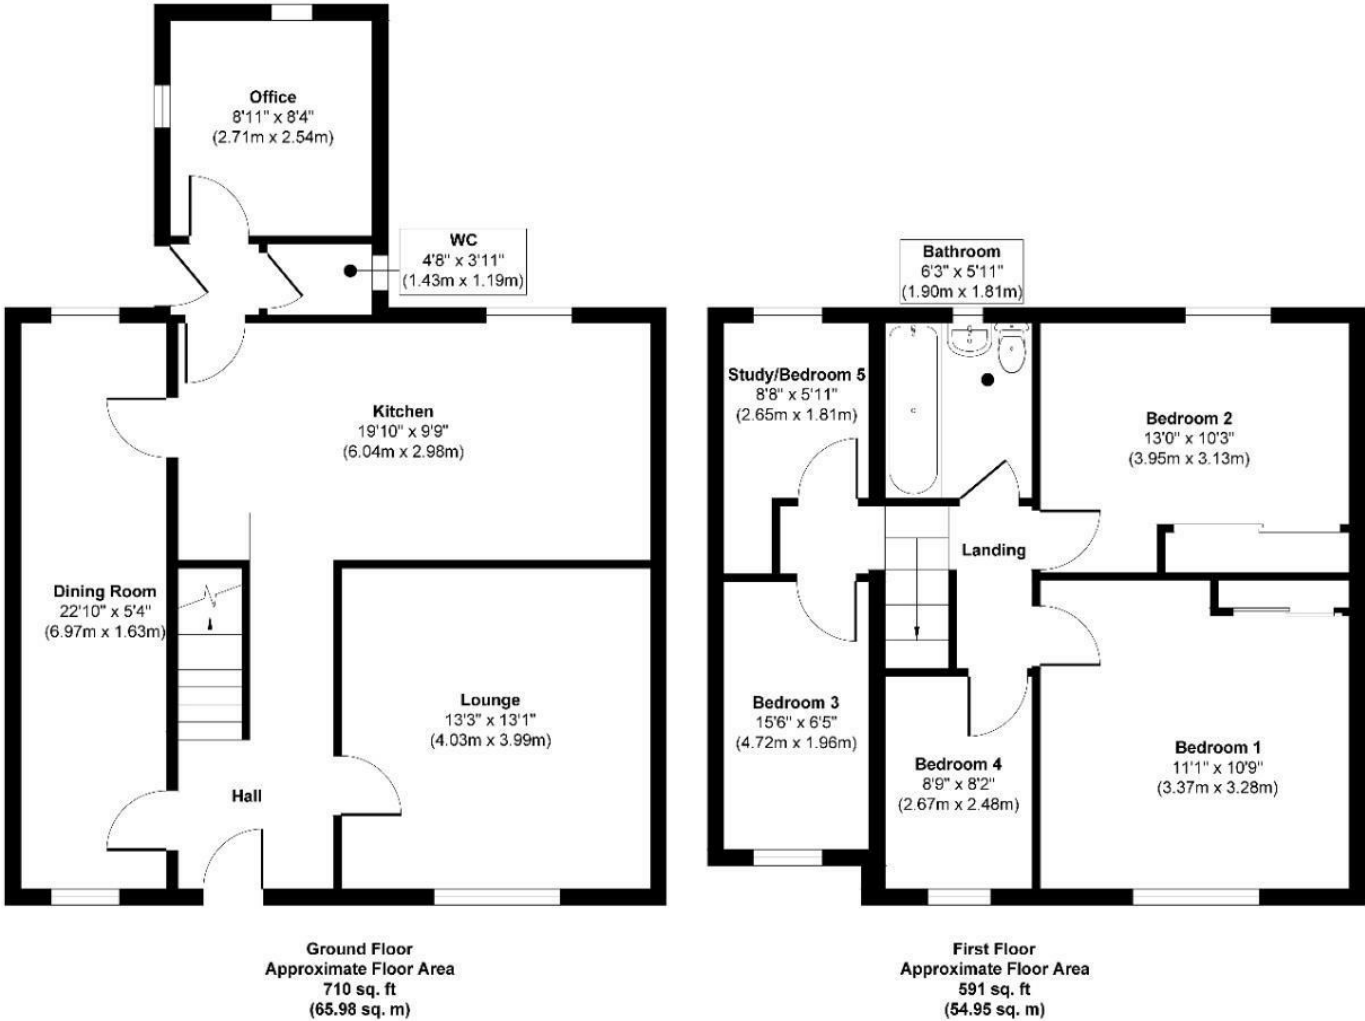 Office
8'11" x 8'4"
(2.71m x 2.54m)
WC
4'8" x 3'11"
(1.43m x 1.19m)
Kitchen
19'10" x 9'9"
(6.04m x 2.98m)
Dining Room
22'10" x 5'4"
(6.97m x 1.63m)
Lounge
13'3" x 13'1"
(4.03m x 3.99m)
Hall
Ground Floor
Approximate Floor Area
710 sq. ft
(65.98 sq. m)
Bathroom
6'3" x 5'11"
(1.90m x 1.81m)
Study/Bedroom 5
8'8" x 5'11"
(2.65m x 1.81m)
Bedroom 2
13'0" x 10'3"
(3.95m x 3.13m)
Landing
Bedroom 3
15'6" x 6'5"
(4.72m x 1.96m)
Bedroom 4
8'9" x 8'2"
(2.67m x 2.48m)
Bedroom 1
11'1" x 10'9"
(3.37m x 3.28m)
First Floor
Approximate Floor Area
591 sq. ft
(54.95 sq. m)